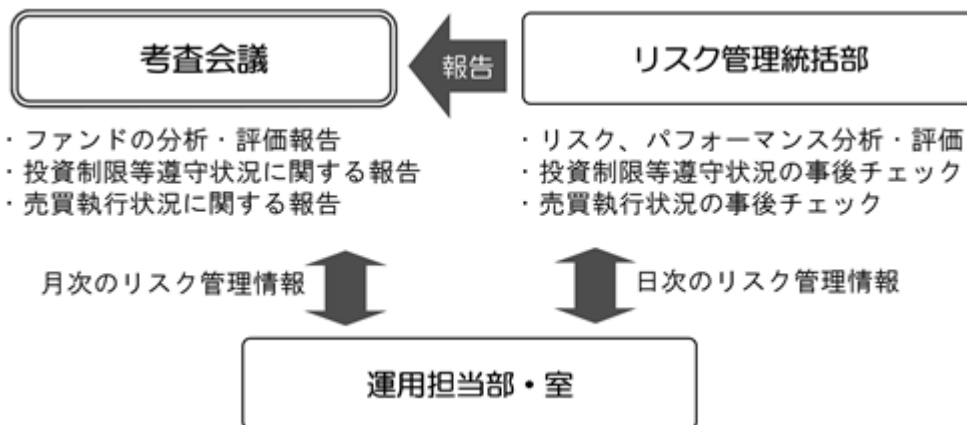 考査会議
報告
リスク管理統括部
・ファンドの分析・評価報告
・投資制限等遵守状況に関する報告
・売買執行状況に関する報告
・リスク、パフォーマンス分析・評価
・投資制限等遵守状況の事後チェック
・売買執行状況の事後チェック
月次のリスク管理情報
日次のリスク管理情報
運用担当部・室